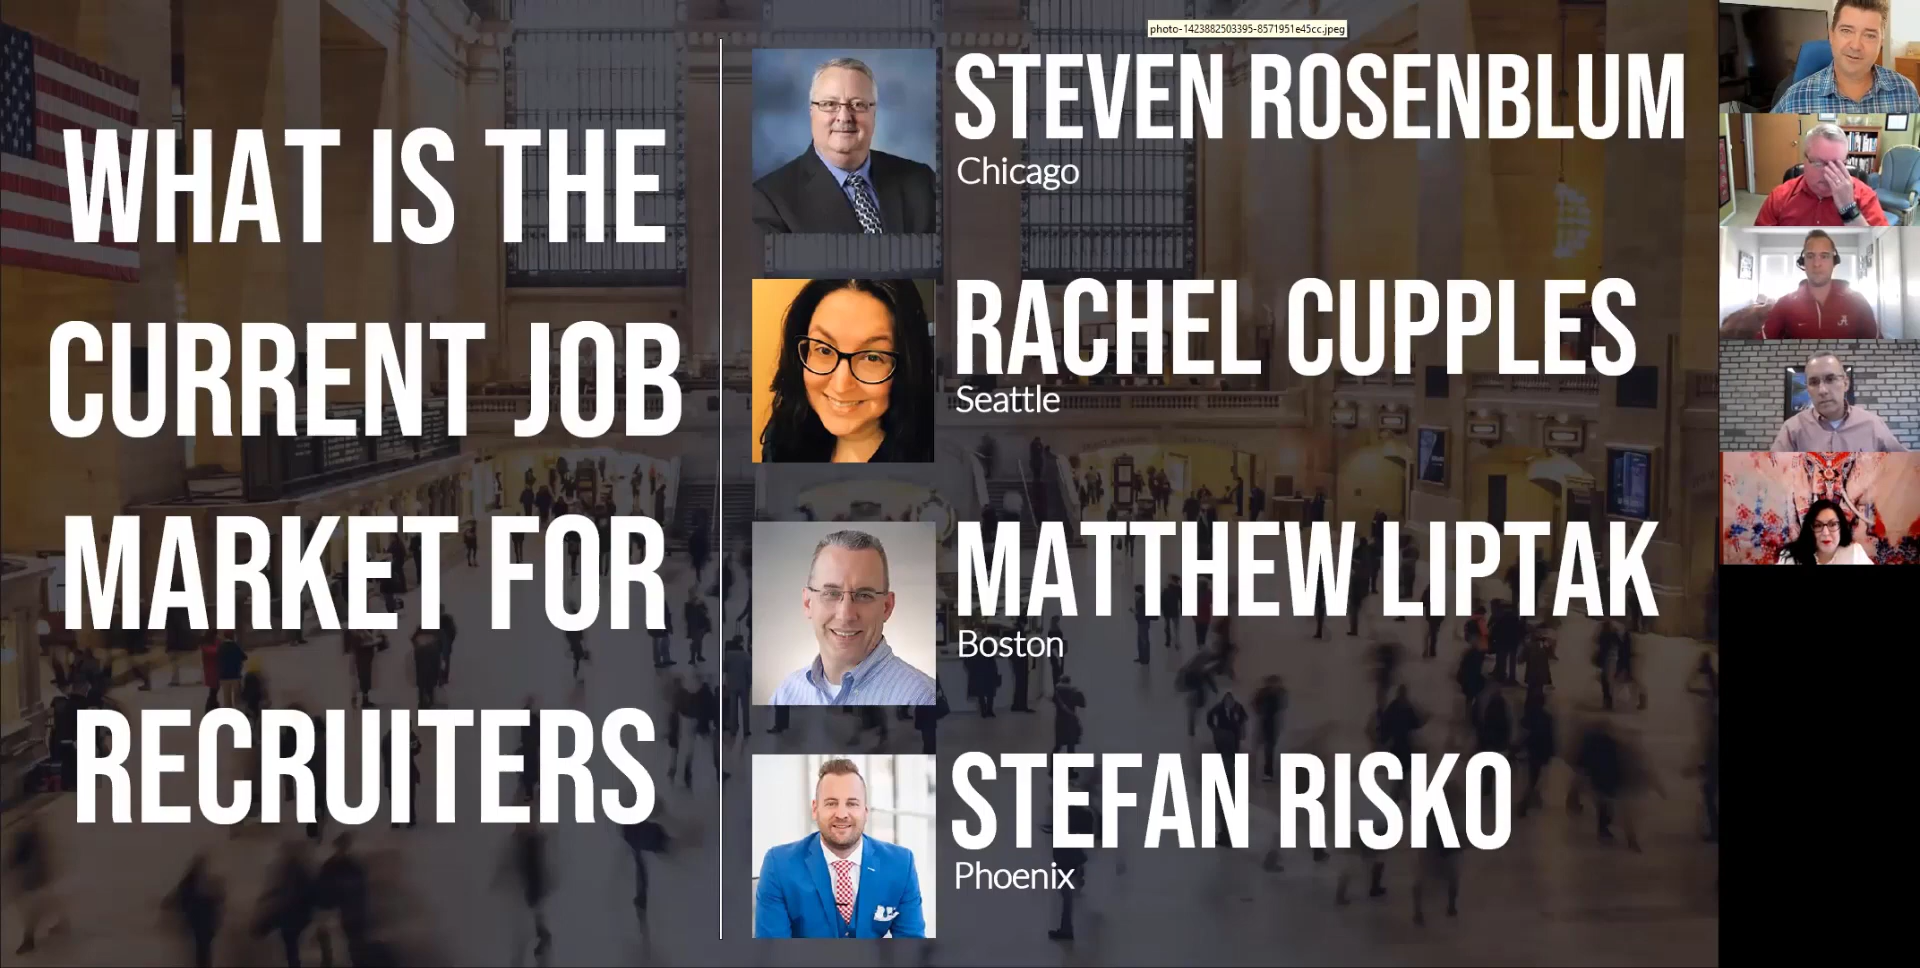 photo-1423882503395-8571951e45cc.jpeg
WHAT IS THE
CURRENT JOB
MARKET FOR
RECRUITERS
STEVEN ROSENBLUM
Chicago
RACHEL CUPPLES
Seattle
MATTHEW LIPTAK
Boston
STEFAN RISKO
Phoenix